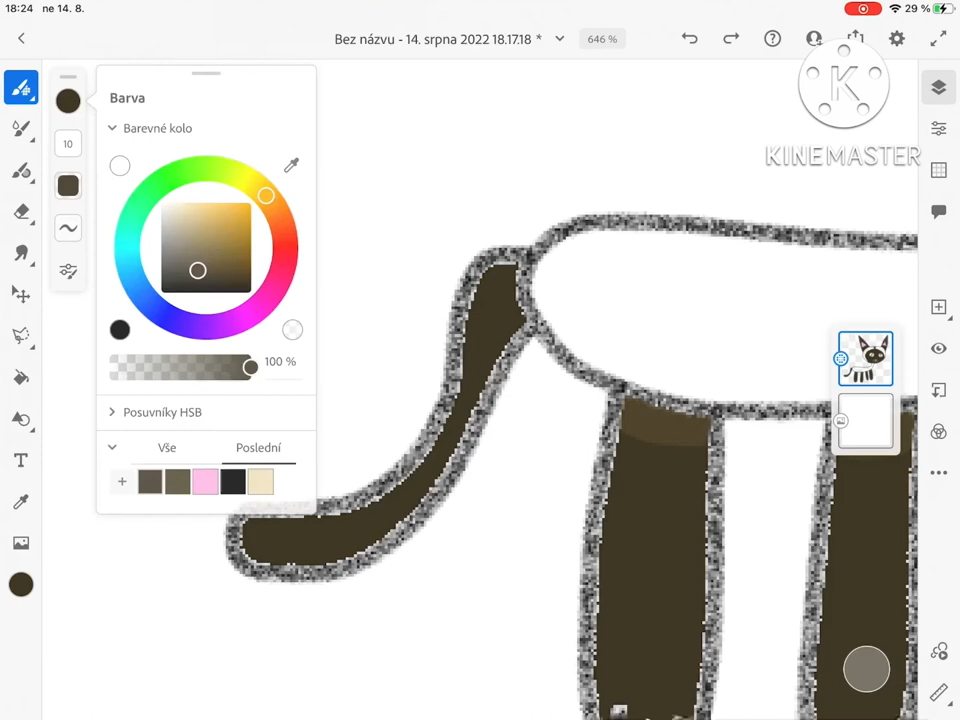 18:24 ne 14. 8.
29 %
Bez názvu - 14. srpna 2022 18.17.18 *
646 %
K
KINEMASTER
Barva
Barevné kolo
10
100 %
Posuvníky HSB
Vše
Poslední
T